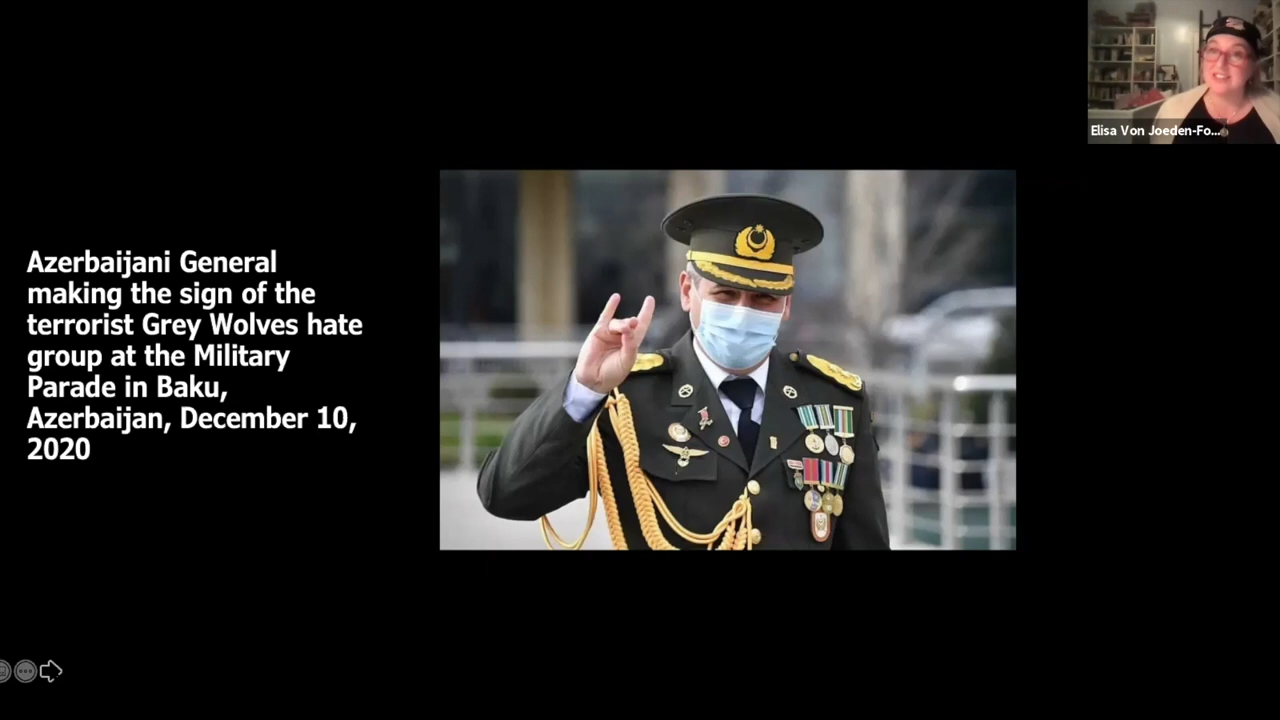 Elisa Von Joeden-Fo...
Azerbaijani General
making the sign of the
terrorist Grey Wolves hate
group at the Military
Parade in Baku,
Azerbaijan, December 10,
2020